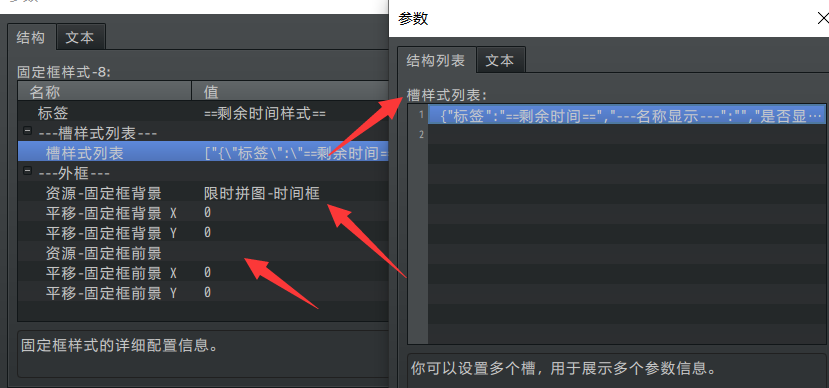 结构
文本
固定框样式-8:
名称
值
标签
==剩余时间样式==
---槽样式列表---
槽样式列表
["{\"标签\":\"==剩余时间=
---外框---
资源-固定框背景
限时拼图-时间框
平移-固定框背景 X
0
平移-固定框背景 Y
0
资源-固定框前景
平移-固定框前景 X
0
平移-固定框前景 Y
0
固定框样式的详细配置信息。
参数
结构列表
文本
槽样式列表:
1
{"标签":"==剩余时间==","---名称显示---":"","是否显…
2
你可以设置多个槽，用于展示多个参数信息。